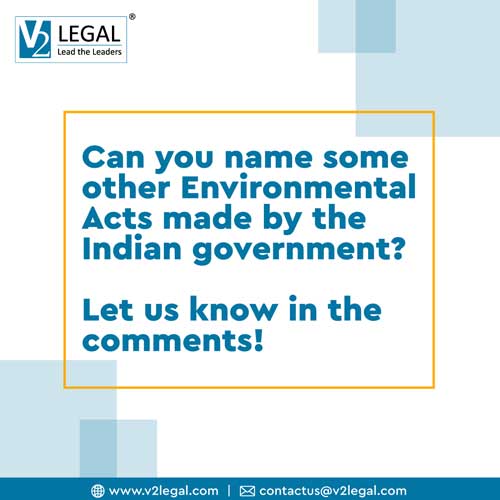 V2 LEGAL®
Lead the Leaders
Can you name some
other Environmental
Acts made by the
Indian government?
Let us know in the
comments!
www.v2legal.com | contactus@v2legal.com